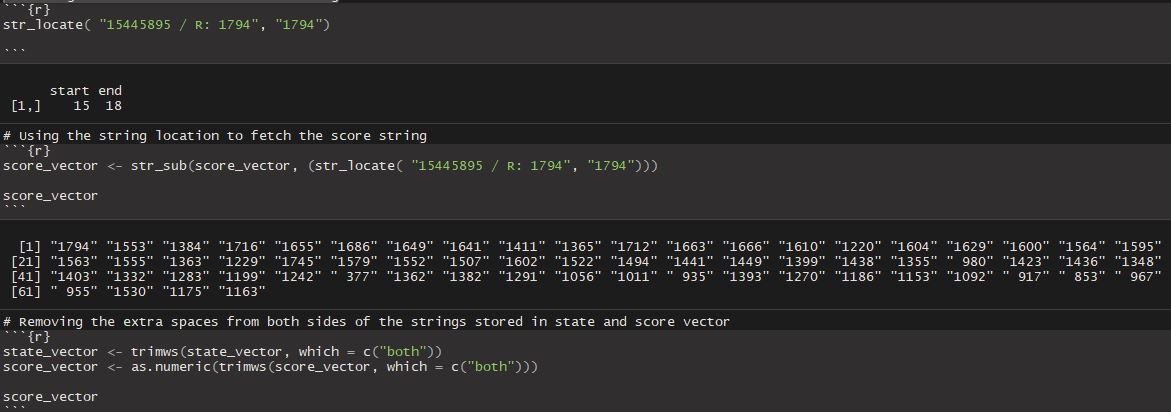 ```{r}
str_locate( "15445895 / R: 1794", "1794")
```
start end
[1,] 15 18
# Using the string location to fetch the score string
```{r}
score_vector <- str_sub(score_vector, (str_locate( "15445895 / R: 1794", "1794")))
score_vector
```
[1] "1794" "1553" "1384" "1716" "1655" "1686" "1649" "1641" "1411" "1365" "1712" "1663" "1666" "1610" "1220" "1604" "1629" "1600" "1564" "1595"
[21] "1563" "1555" "1363" "1229" "1745" "1579" "1552" "1507" "1602" "1522" "1494" "1441" "1449" "1399" "1438" "1355" " 980" "1423" "1436" "1348"
[41] "1403" "1332" "1283" "1199" "1242" " 377" "1362" "1382" "1291" "1056" "1011" " 935" "1393" "1270" "1186" "1153" "1092" " 917" " 853" " 967"
[61] " 955" "1530" "1175" "1163"
# Removing the extra spaces from both sides of the strings stored in state and score vector
```{r}
state_vector <- trimws(state_vector, which = c("both"))
score_vector <- as.numeric(trimws(score_vector, which = c("both")))
score_vector
```